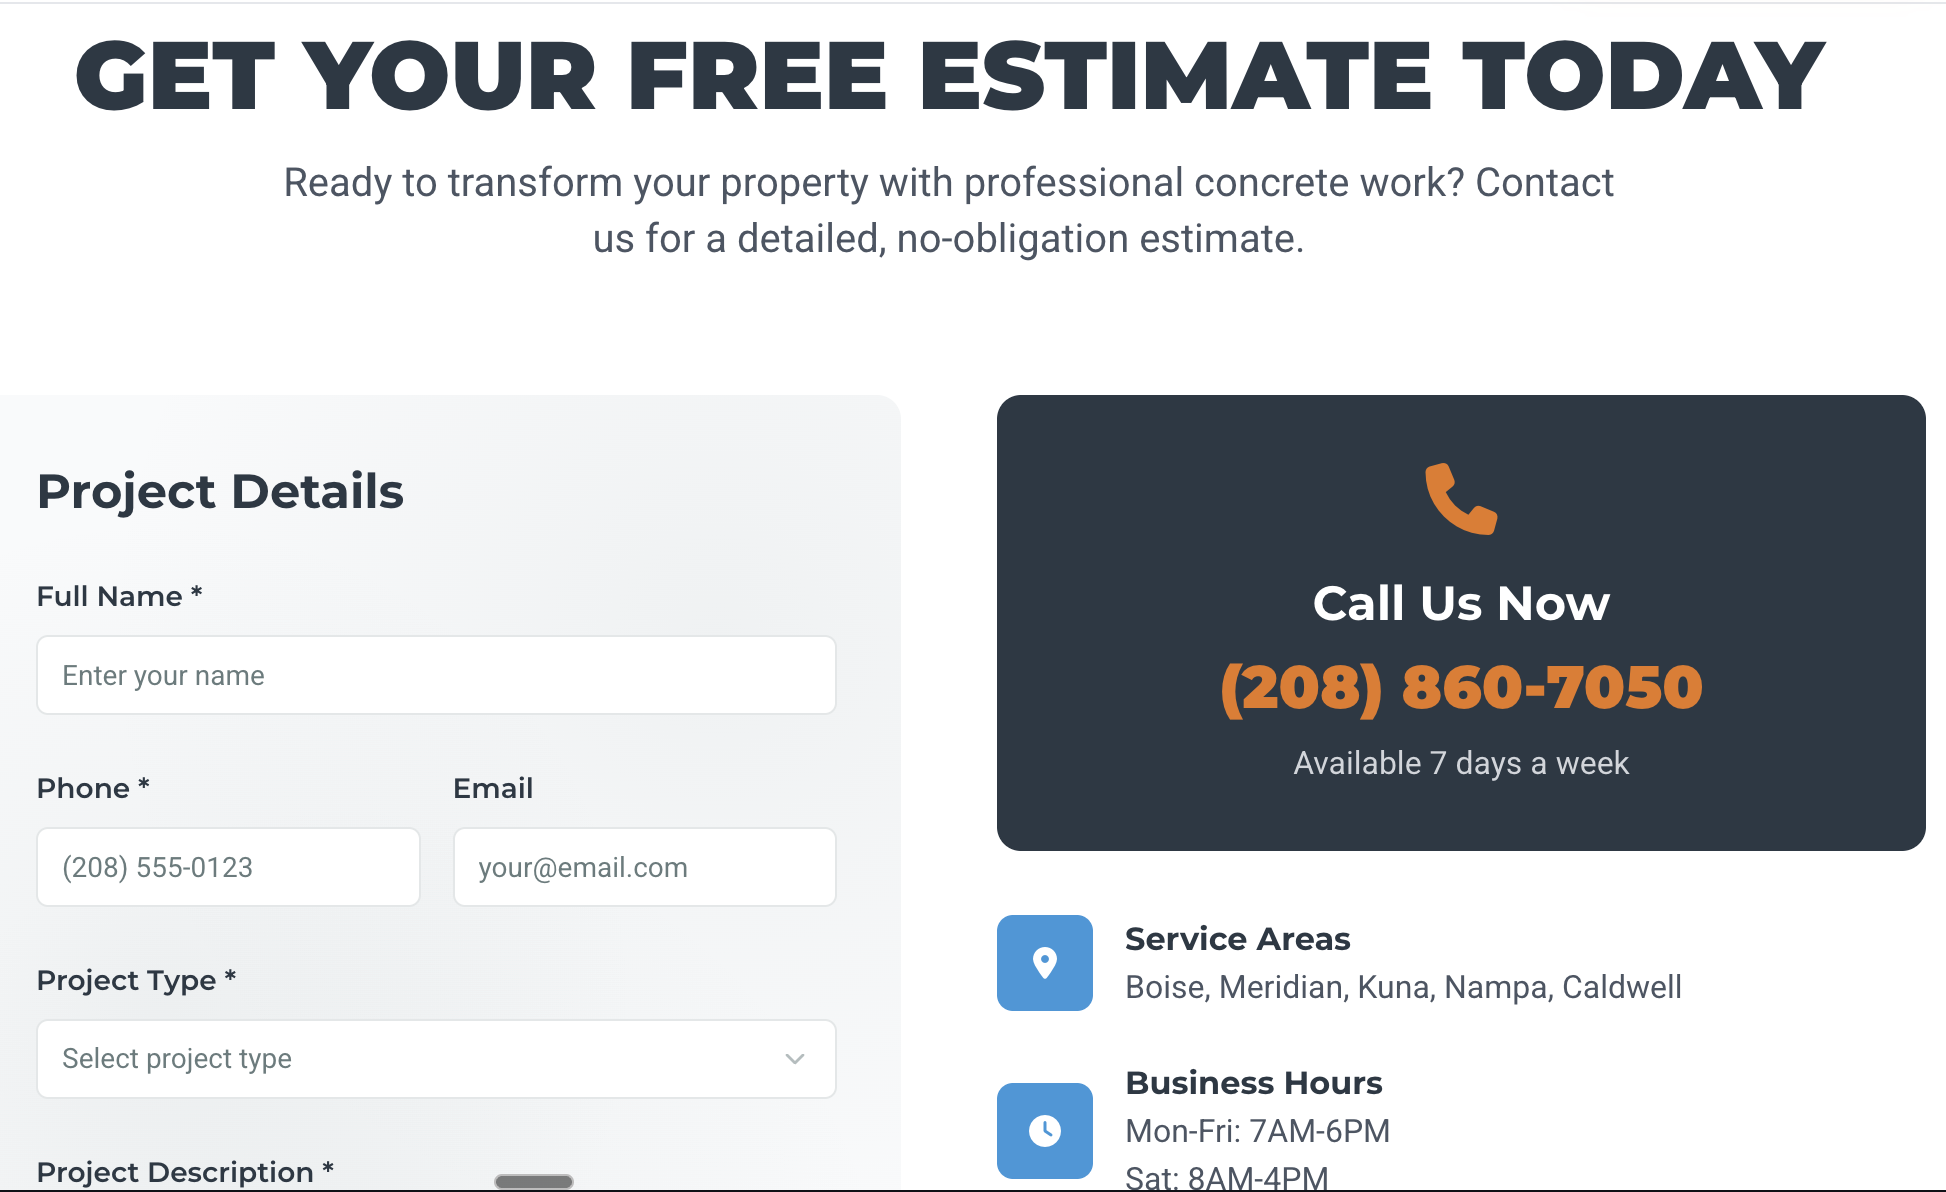 GET YOUR FREE ESTIMATE TODAY
Ready to transform your property with professional concrete work? Contact
us for a detailed, no-obligation estimate.
Project Details
Full Name *
Enter your name
Phone *
Email
(208) 555-0123
your@email.com
Project Type *
Select project type
Project Description *
Call Us Now
(208) 860-7050
Available 7 days a week
Service Areas
Boise, Meridian, Kuna, Nampa, Caldwell
Business Hours
Mon-Fri: 7AM-6PM
Sat: 8AM-4PM